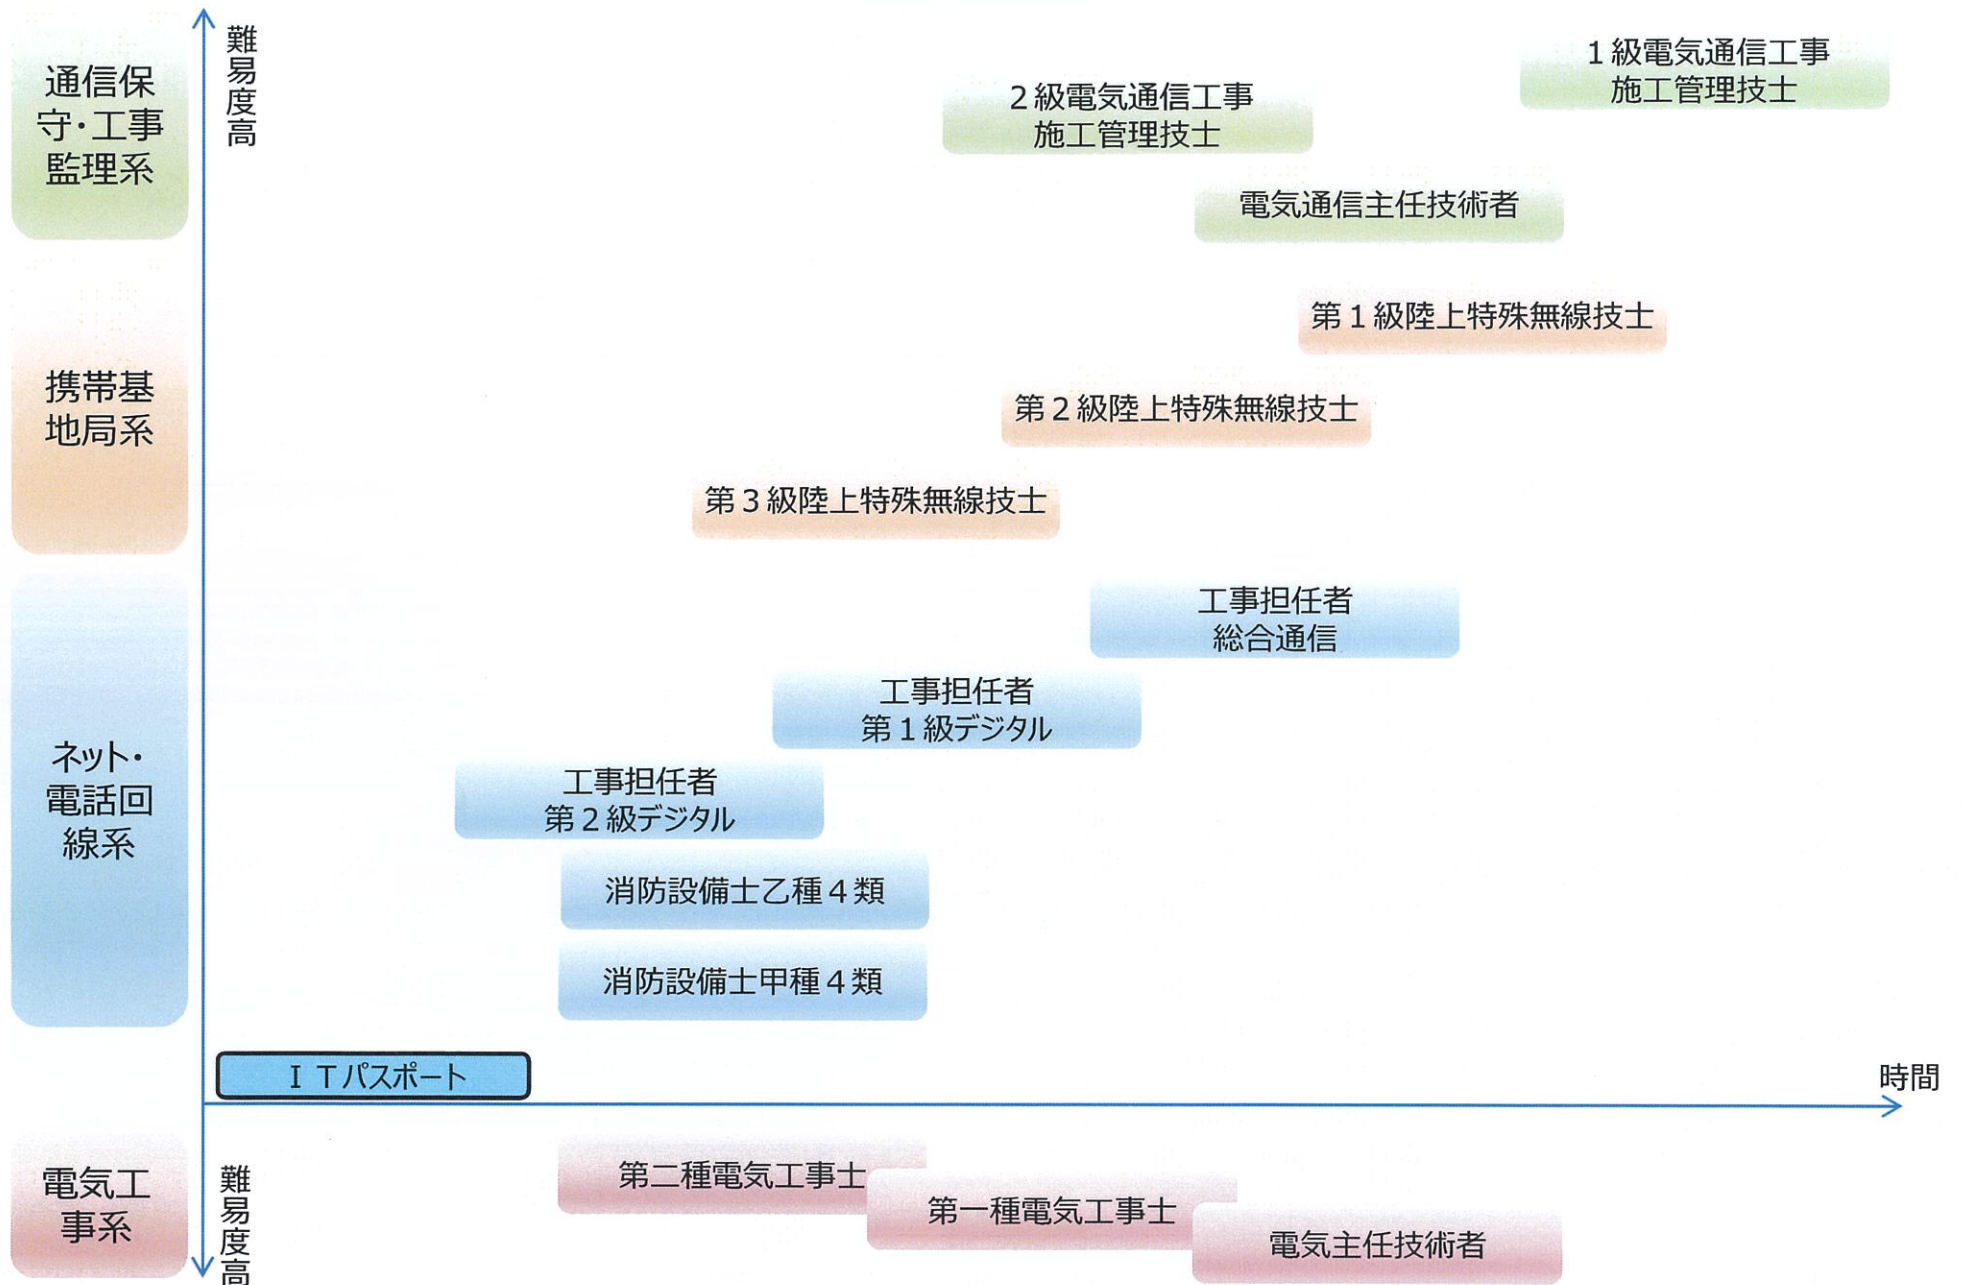 通信保
守・工事
監理系
難易度高
1級電気通信工事
施工管理技士
2級電気通信工事
施工管理技士
電気通信主任技術者
携帯基
地局系
第1級陸上特殊無線技士
第2級陸上特殊無線技士
第3級陸上特殊無線技士
ネット・
電話回
線系
工事担任者
総合通信
工事担任者
第1級デジタル
工事担任者
第2級デジタル
消防設備士乙種4類
消防設備士甲種4類
ITパスポート
時間
電気工
事系
難易度高
第二種電気工事士
第一種電気工事士
電気主任技術者